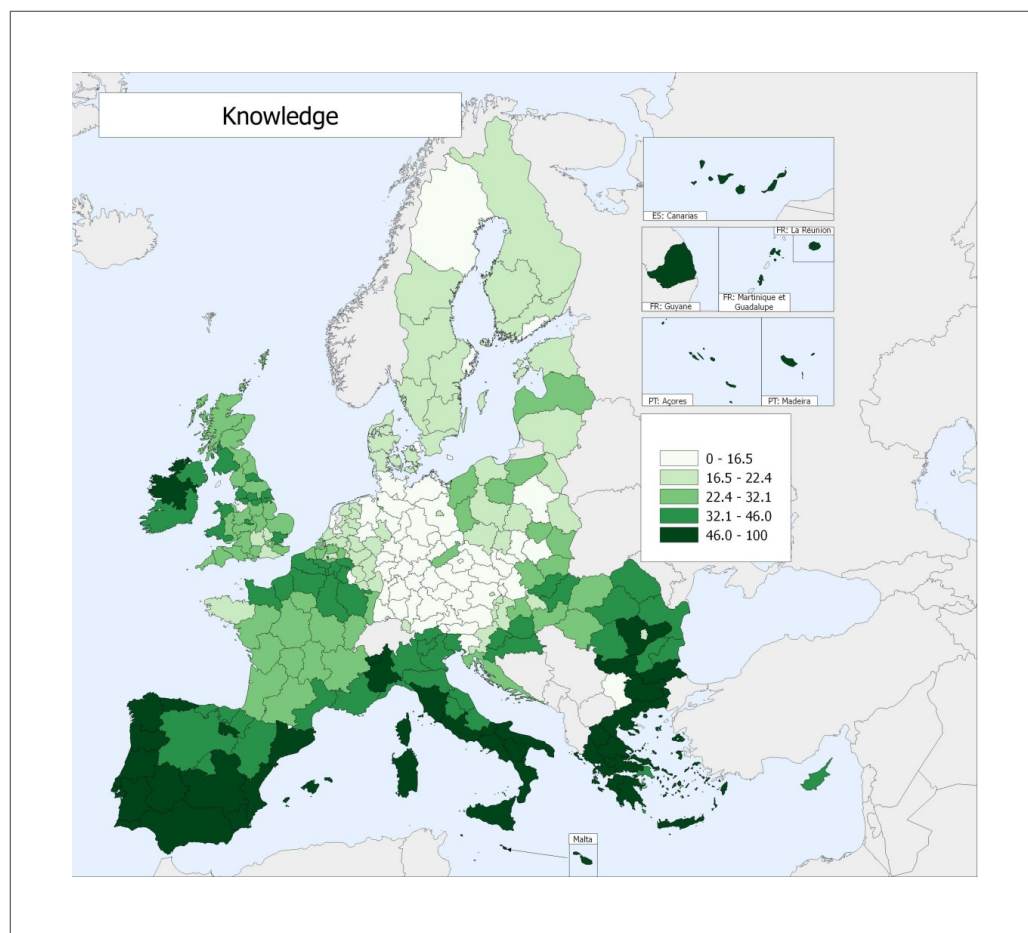 Knowledge
ES: Canarias
FR: La Réunion
FR: Guyane
FR: Martinique et
Guadalupe
PT: Açores
PT: Madeira
0 - 16.5
16.5 - 22.4
22.4 - 32.1
32.1 - 46.0
46.0 - 100
Malta